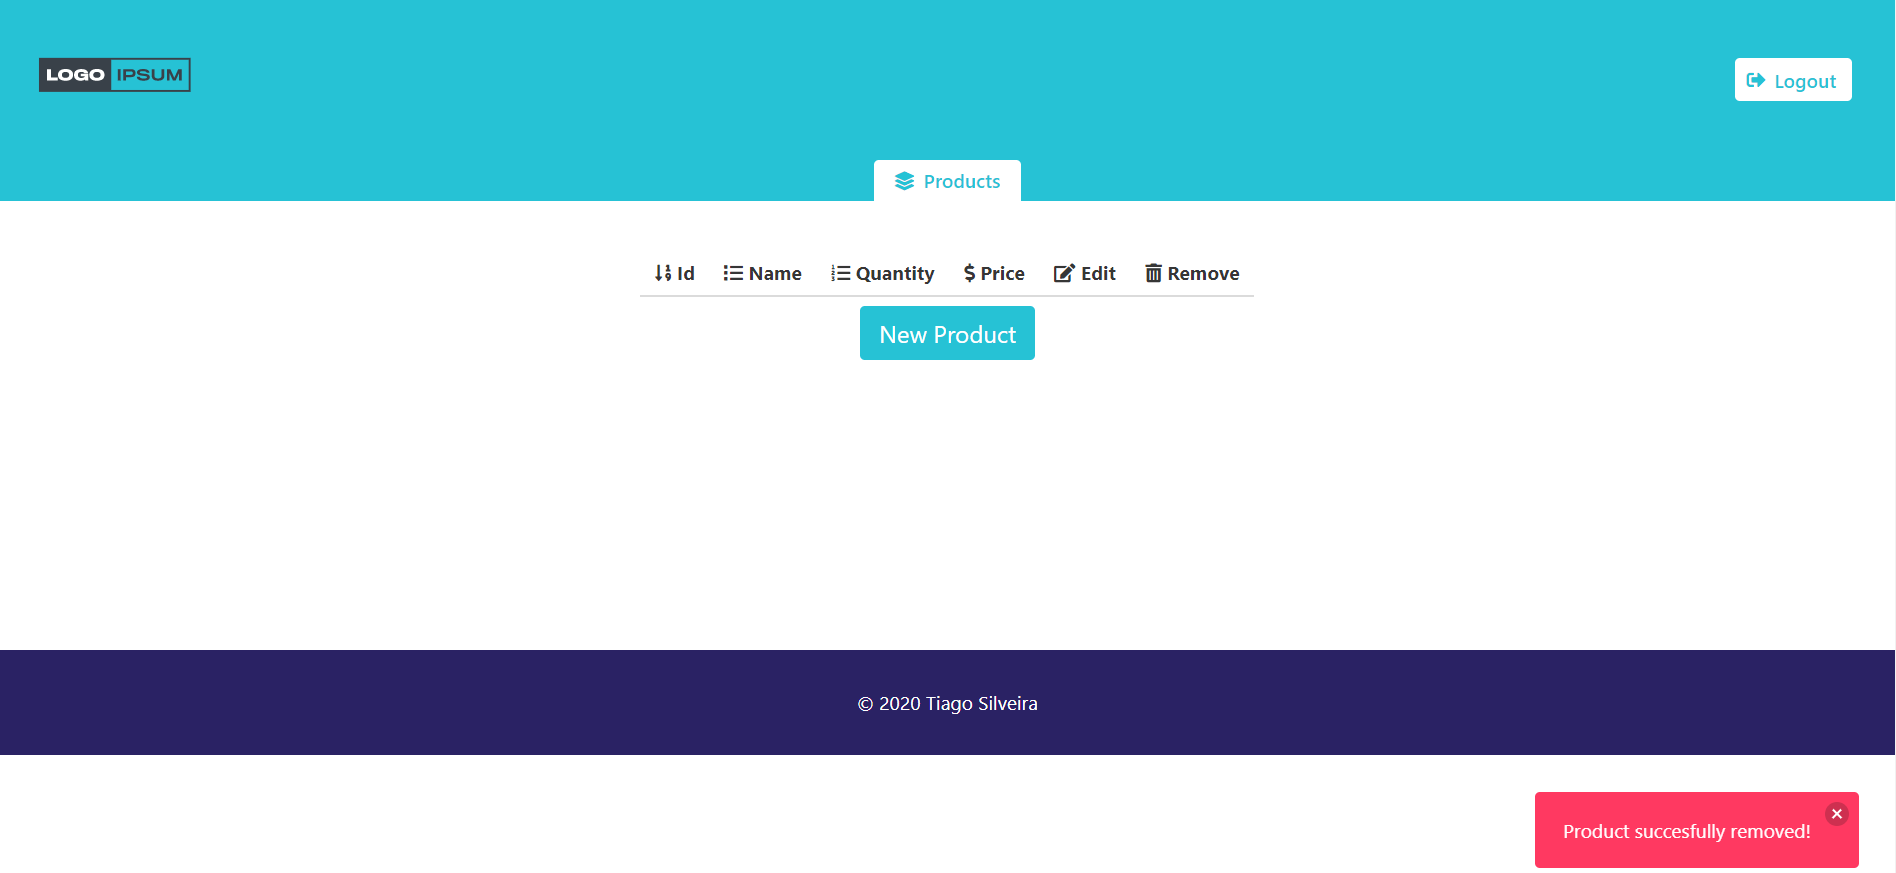 LOGO IPSUM
Logout
Products
Id Name Quantity $ Price Edit Remove
New Product
© 2020 Tiago Silveira
Product succesfully removed!